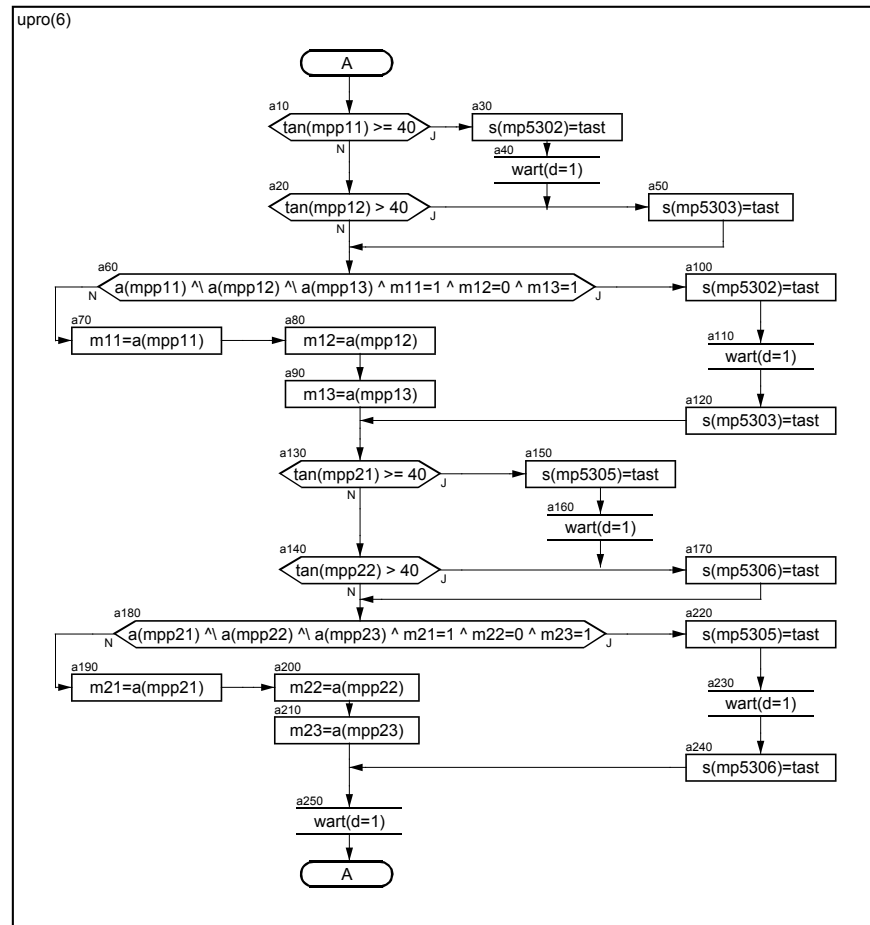 upro(6)
A
a10
tan(mpp11) >= 40
J
N
a30
s(mp5302)=tast
a40
wart(d=1)
a20
tan(mpp12) > 40
J
N
a50
s(mp5303)=tast
a60
a(mpp11) ^\ a(mpp12) ^\ a(mpp13) ^ m11=1 ^ m12=0 ^ m13=1
N
J
a100
s(mp5302)=tast
a70
m11=a(mpp11)
a80
m12=a(mpp12)
a110
wart(d=1)
a90
m13=a(mpp13)
a120
s(mp5303)=tast
a130
tan(mpp21) >= 40
J
N
a150
s(mp5305)=tast
a160
wart(d=1)
a140
tan(mpp22) > 40
J
N
a170
s(mp5306)=tast
a180
a(mpp21) ^\ a(mpp22) ^\ a(mpp23) ^ m21=1 ^ m22=0 ^ m23=1
N
J
a220
s(mp5305)=tast
a190
m21=a(mpp21)
a200
m22=a(mpp22)
a230
wart(d=1)
a210
m23=a(mpp23)
a240
s(mp5306)=tast
a250
wart(d=1)
A